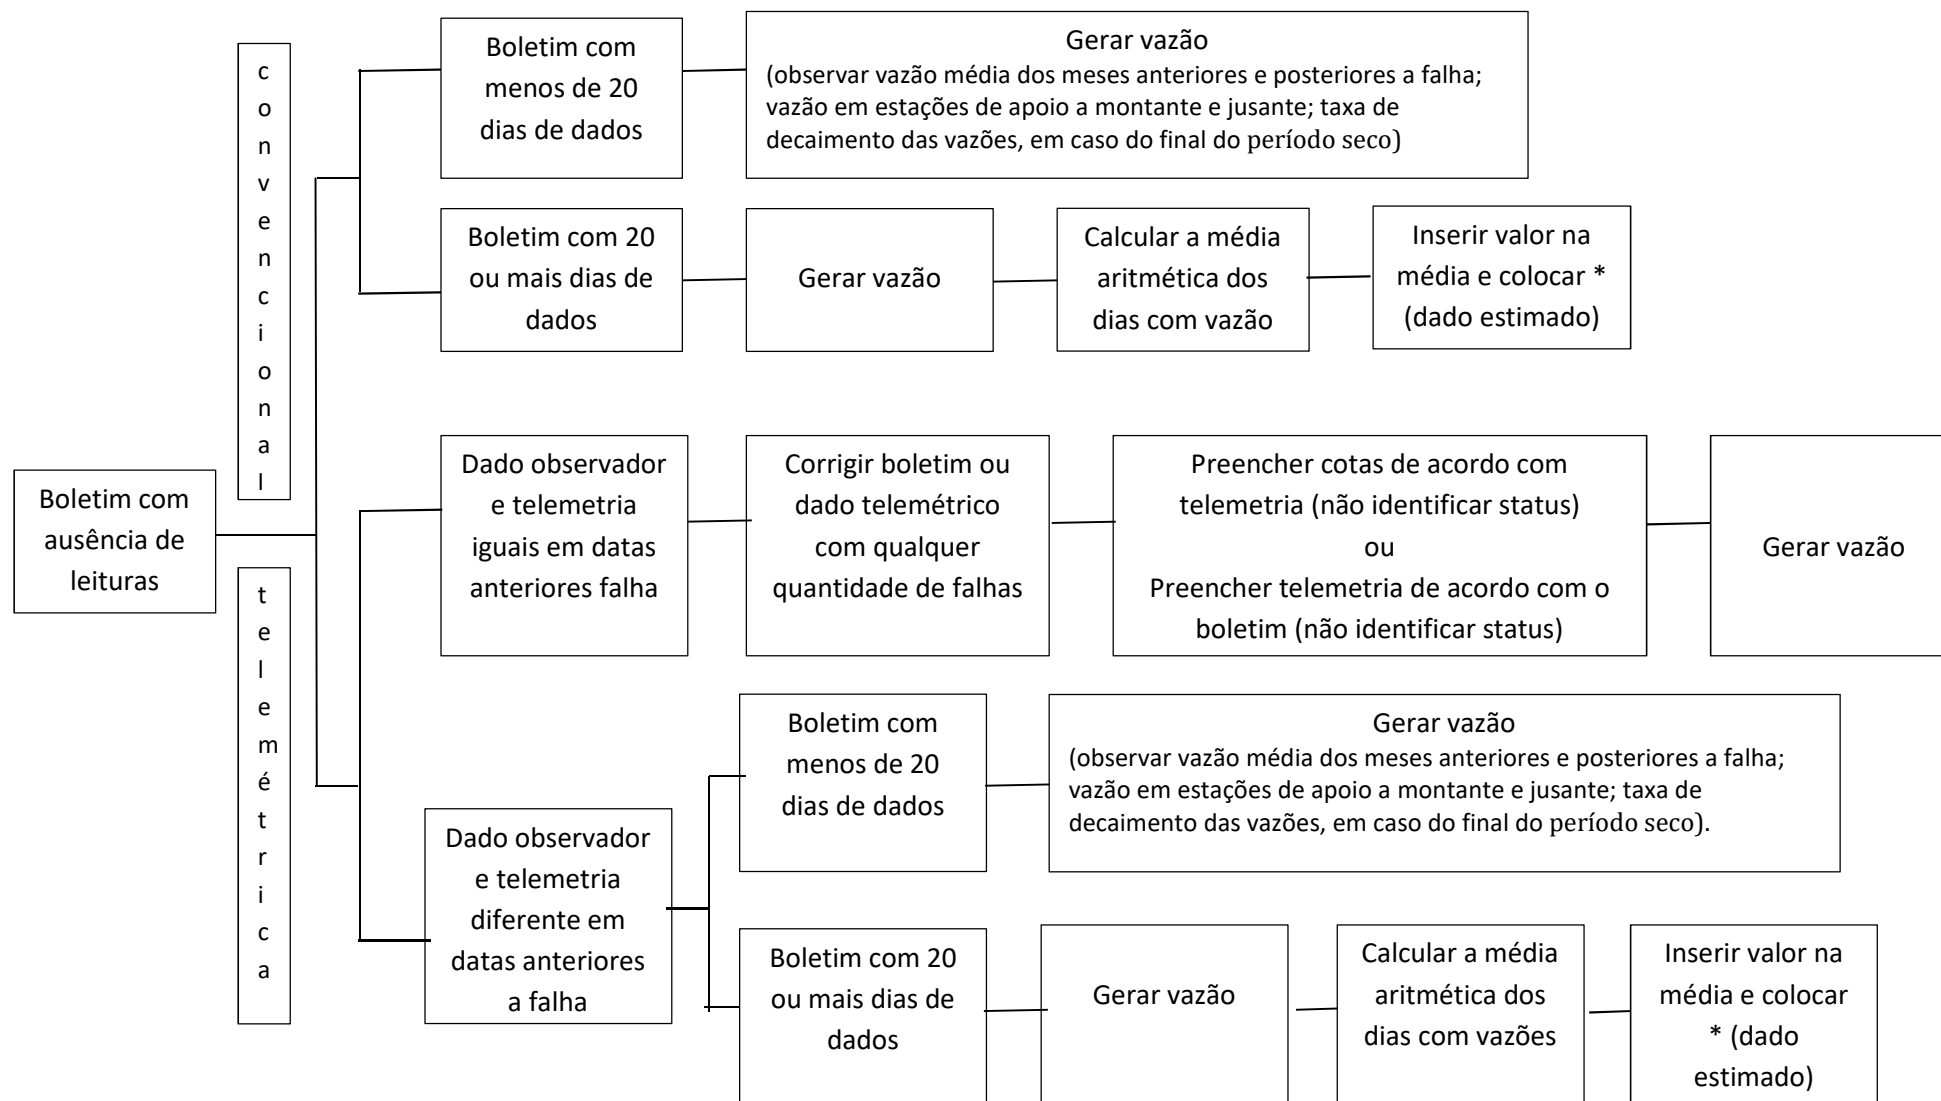 Boletim com
ausência de
leituras
convencional
Boletim com
menos de 20
dias de dados
Gerar vazão
(observar vazão média dos meses anteriores e posteriores a falha;
vazão em estações de apoio a montante e jusante; taxa de
decaimento das vazões, em caso do final do período seco)
Boletim com 20
ou mais dias de
dados
Gerar vazão
Calcular a média
aritmética dos
dias com vazão
Inserir valor na
média e colocar *
(dado estimado)
telemétrica
Dado observador
e telemetria
iguais em datas
anteriores falha
Corrigir boletim ou
dado telemétrico
com qualquer
quantidade de falhas
Preencher cotas de acordo com
telemetria (não identificar status)
ou
Preencher telemetria de acordo com o
boletim (não identificar status)
Gerar vazão
Dado observador
e telemetria
diferente em
datas anteriores
a falha
Boletim com
menos de 20
dias de dados
Gerar vazão
(observar vazão média dos meses anteriores e posteriores a falha;
vazão em estações de apoio a montante e jusante; taxa de
decaimento das vazões, em caso do final do período seco).
Boletim com 20
ou mais dias de
dados
Gerar vazão
Calcular a média
aritmética dos
dias com vazões
Inserir valor na
média e colocar
* (dado
estimado)